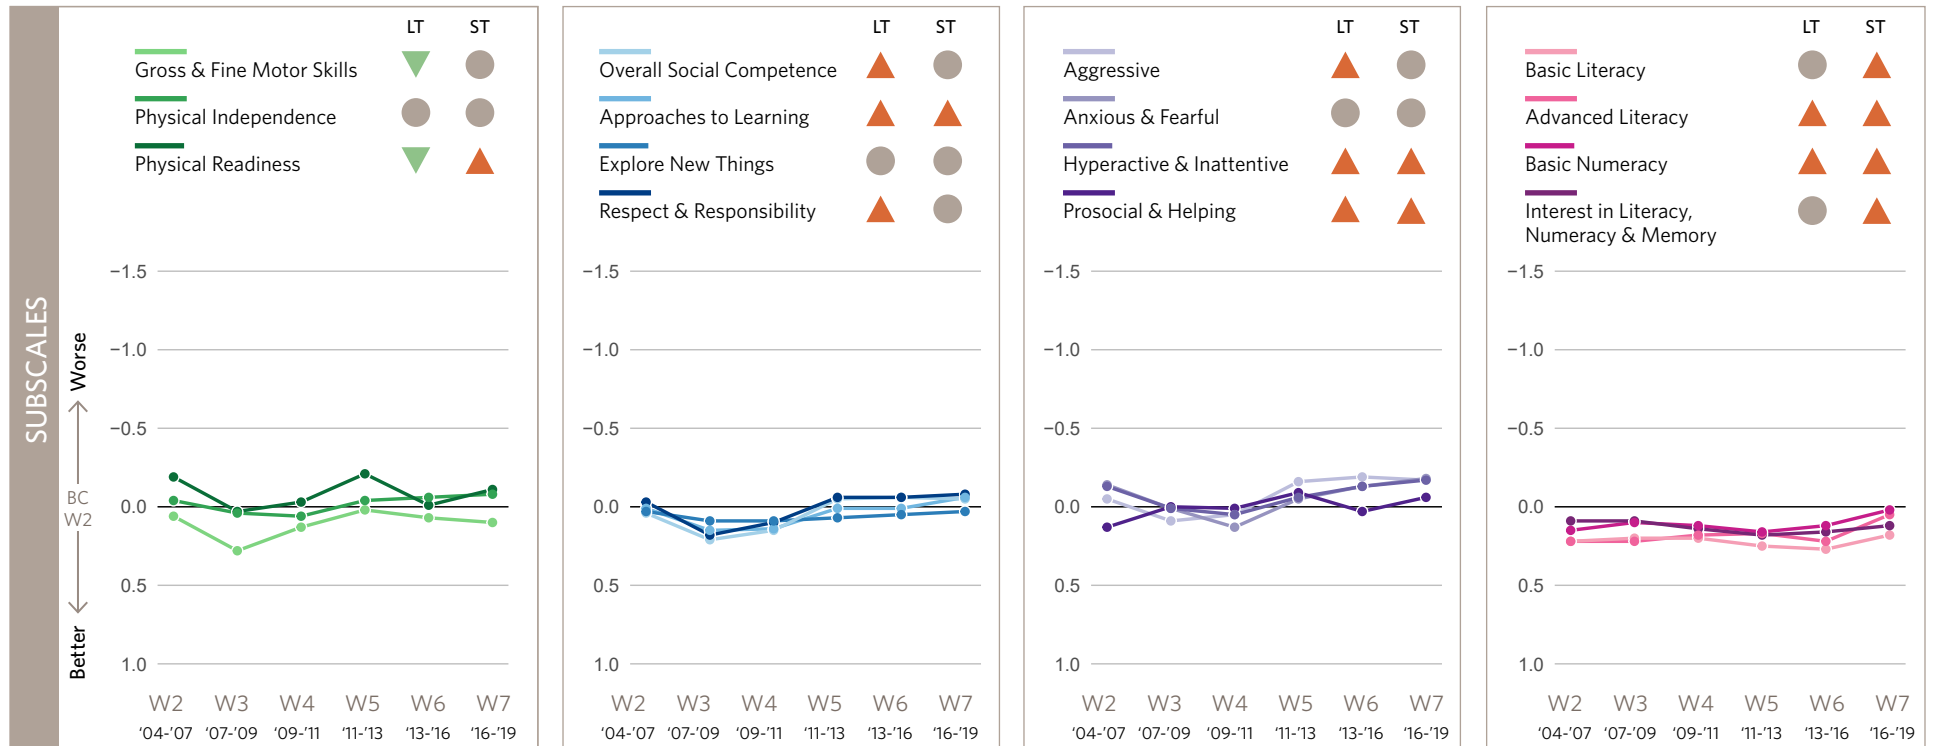 SUBSCALES
Worse
BC
W2
Better
LT ST
Gross & Fine Motor Skills
Physical Independence
Physical Readiness
−1.5
−1.0
−0.5
0.0
0.5
1.0
W2 W3 W4 W5 W6 W7
‘04-’07 ‘07-’09 ‘09-’11 ‘11-’13 ‘13-’16 ‘16-’19
LT ST
Overall Social Competence
Approaches to Learning
Explore New Things
Respect & Responsibility
−1.5
−1.0
−0.5
0.0
0.5
1.0
W2 W3 W4 W5 W6 W7
‘04-’07 ‘07-’09 ‘09-’11 ‘11-’13 ‘13-’16 ‘16-’19
LT ST
Aggressive
Anxious & Fearful
Hyperactive & Inattentive
Prosocial & Helping
−1.5
−1.0
−0.5
0.0
0.5
1.0
W2 W3 W4 W5 W6 W7
‘04-’07 ‘07-’09 ‘09-’11 ‘11-’13 ‘13-’16 ‘16-’19
LT ST
Basic Literacy
Advanced Literacy
Basic Numeracy
Interest in Literacy,
Numeracy & Memory
−1.5
−1.0
−0.5
0.0
0.5
1.0
W2 W3 W4 W5 W6 W7
‘04-’07 ‘07-’09 ‘09-’11 ‘11-’13 ‘13-’16 ‘16-’19